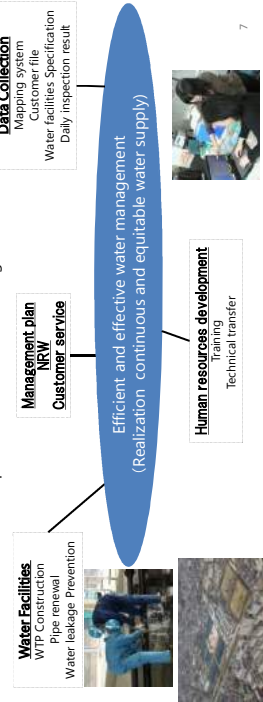 Water Facilities
WTP Construction
Pipe renewal
Water leakage Prevention
Management plan
NRW
Customer service
Data Collection
Mapping system
Customer file
Water facilities Specification
Daily inspection result
Efficient and effective water management
(Realization continuous and equitable water supply)
Human resources development
Training
Technical transfer
7